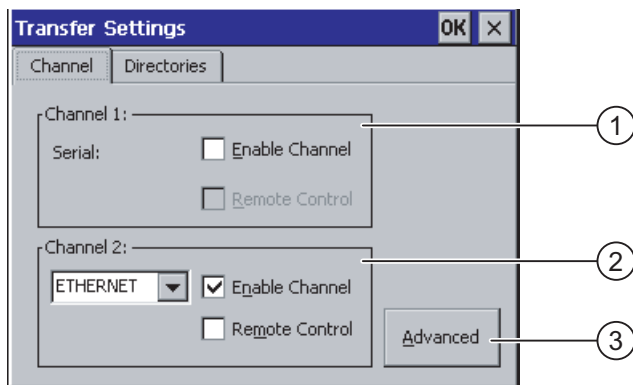 Transfer Settings OK ×
Channel Directories
Channel 1:
1
Serial: Enable Channel
Remote Control
Channel 2:
2
ETHERNET Enable Channel
Remote Control
Advanced
3